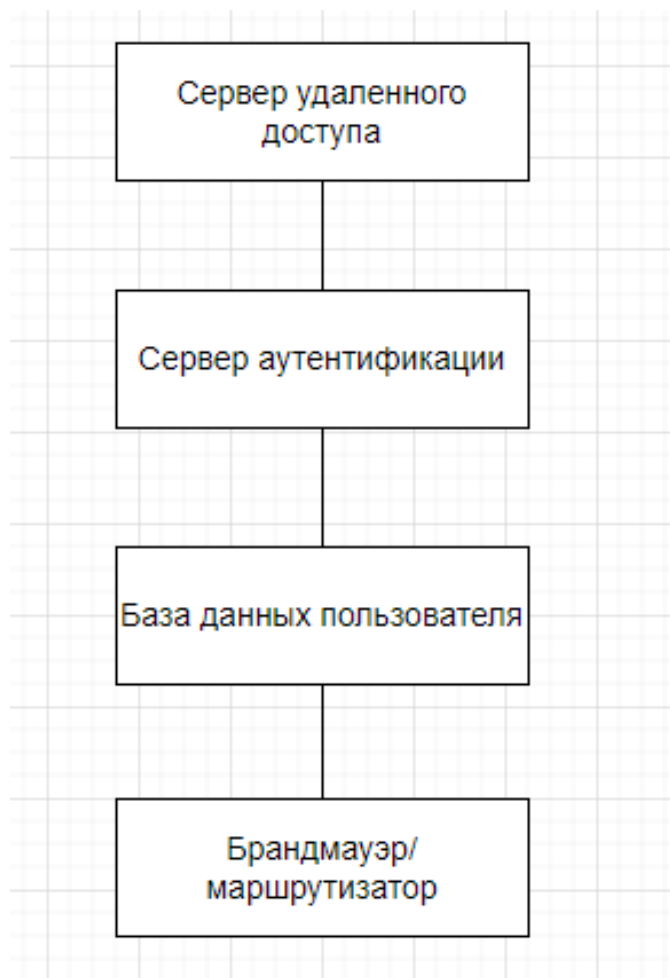 Сервер удаленного
доступа
Сервер аутентификации
База данных пользователя
Брандмауэр/
маршрутизатор